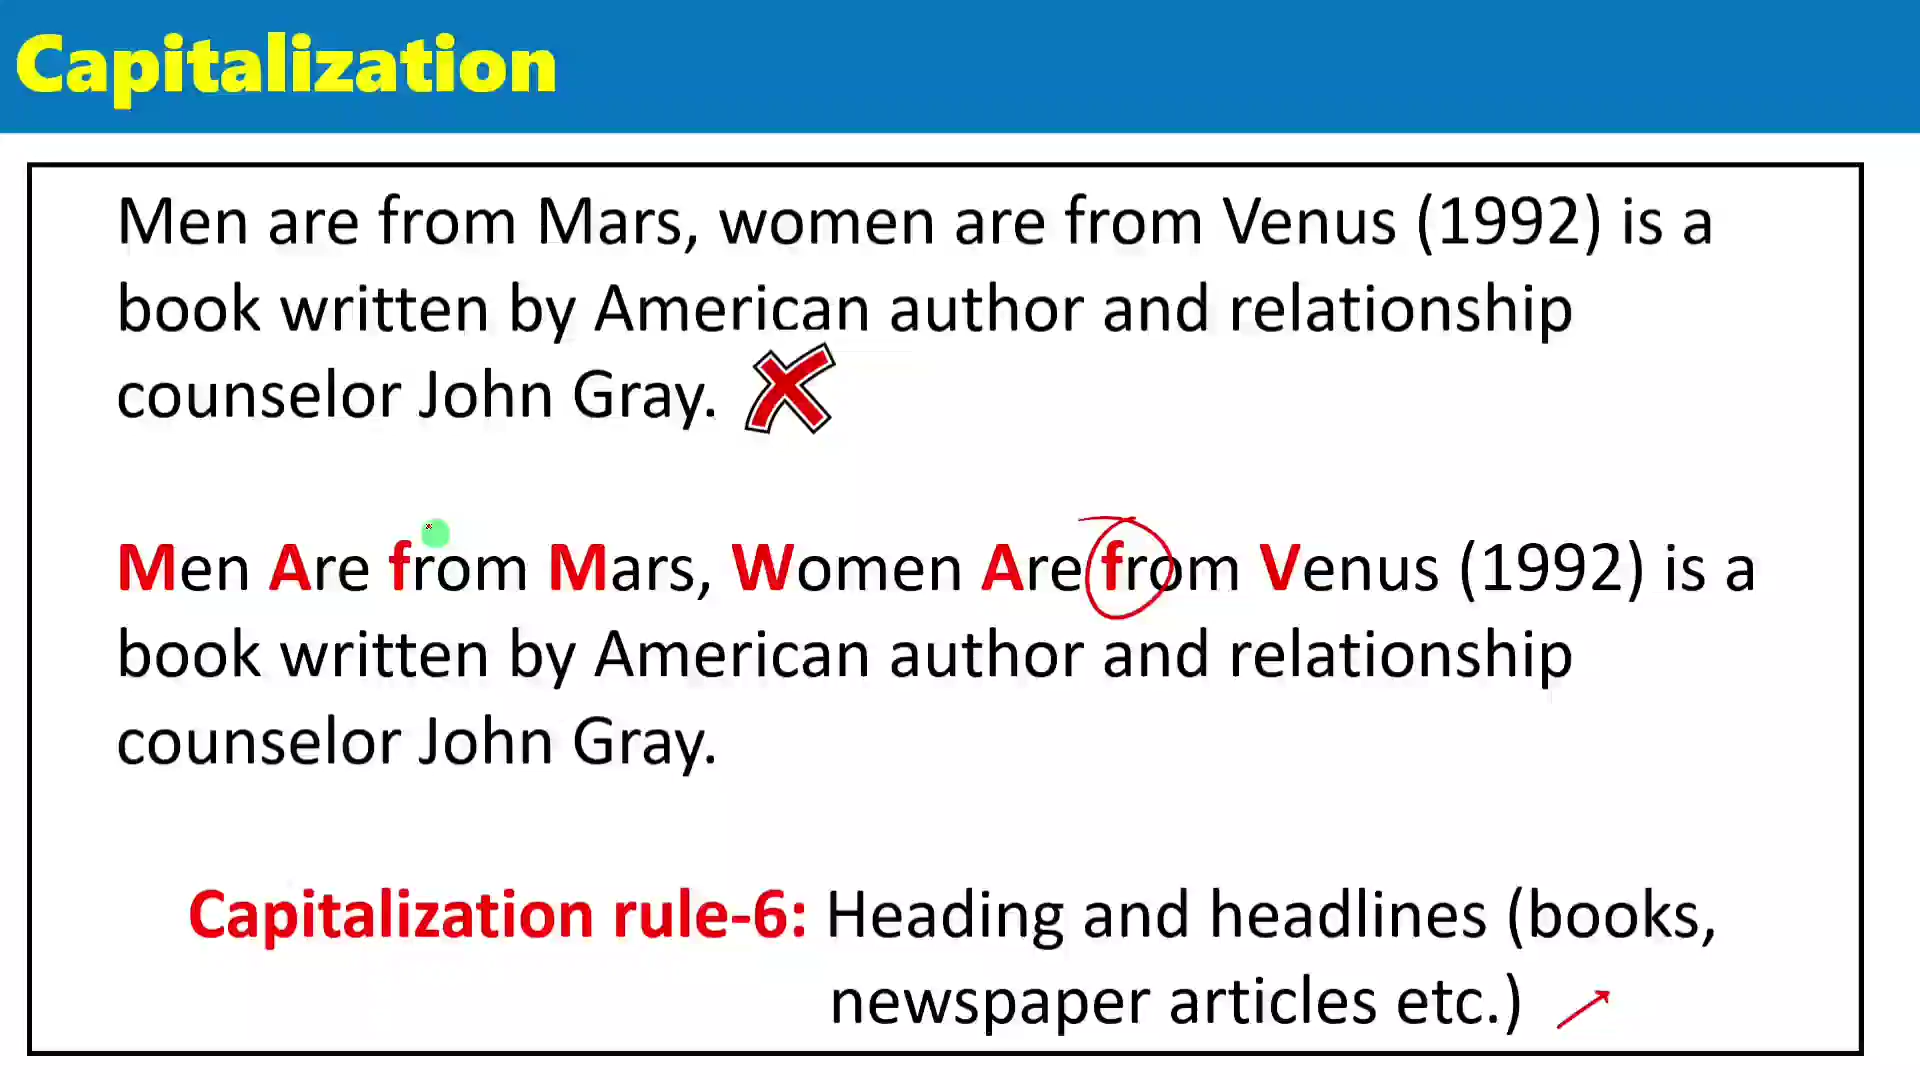 Capitalization
Men are from Mars, women are from Venus (1992) is a
book written by American author and relationship
counselor John Gray.
Men Are from Mars, Women Are from Venus (1992) is a
book written by American author and relationship
counselor John Gray.
Capitalization rule-6: Heading and headlines (books,
newspaper articles etc.)